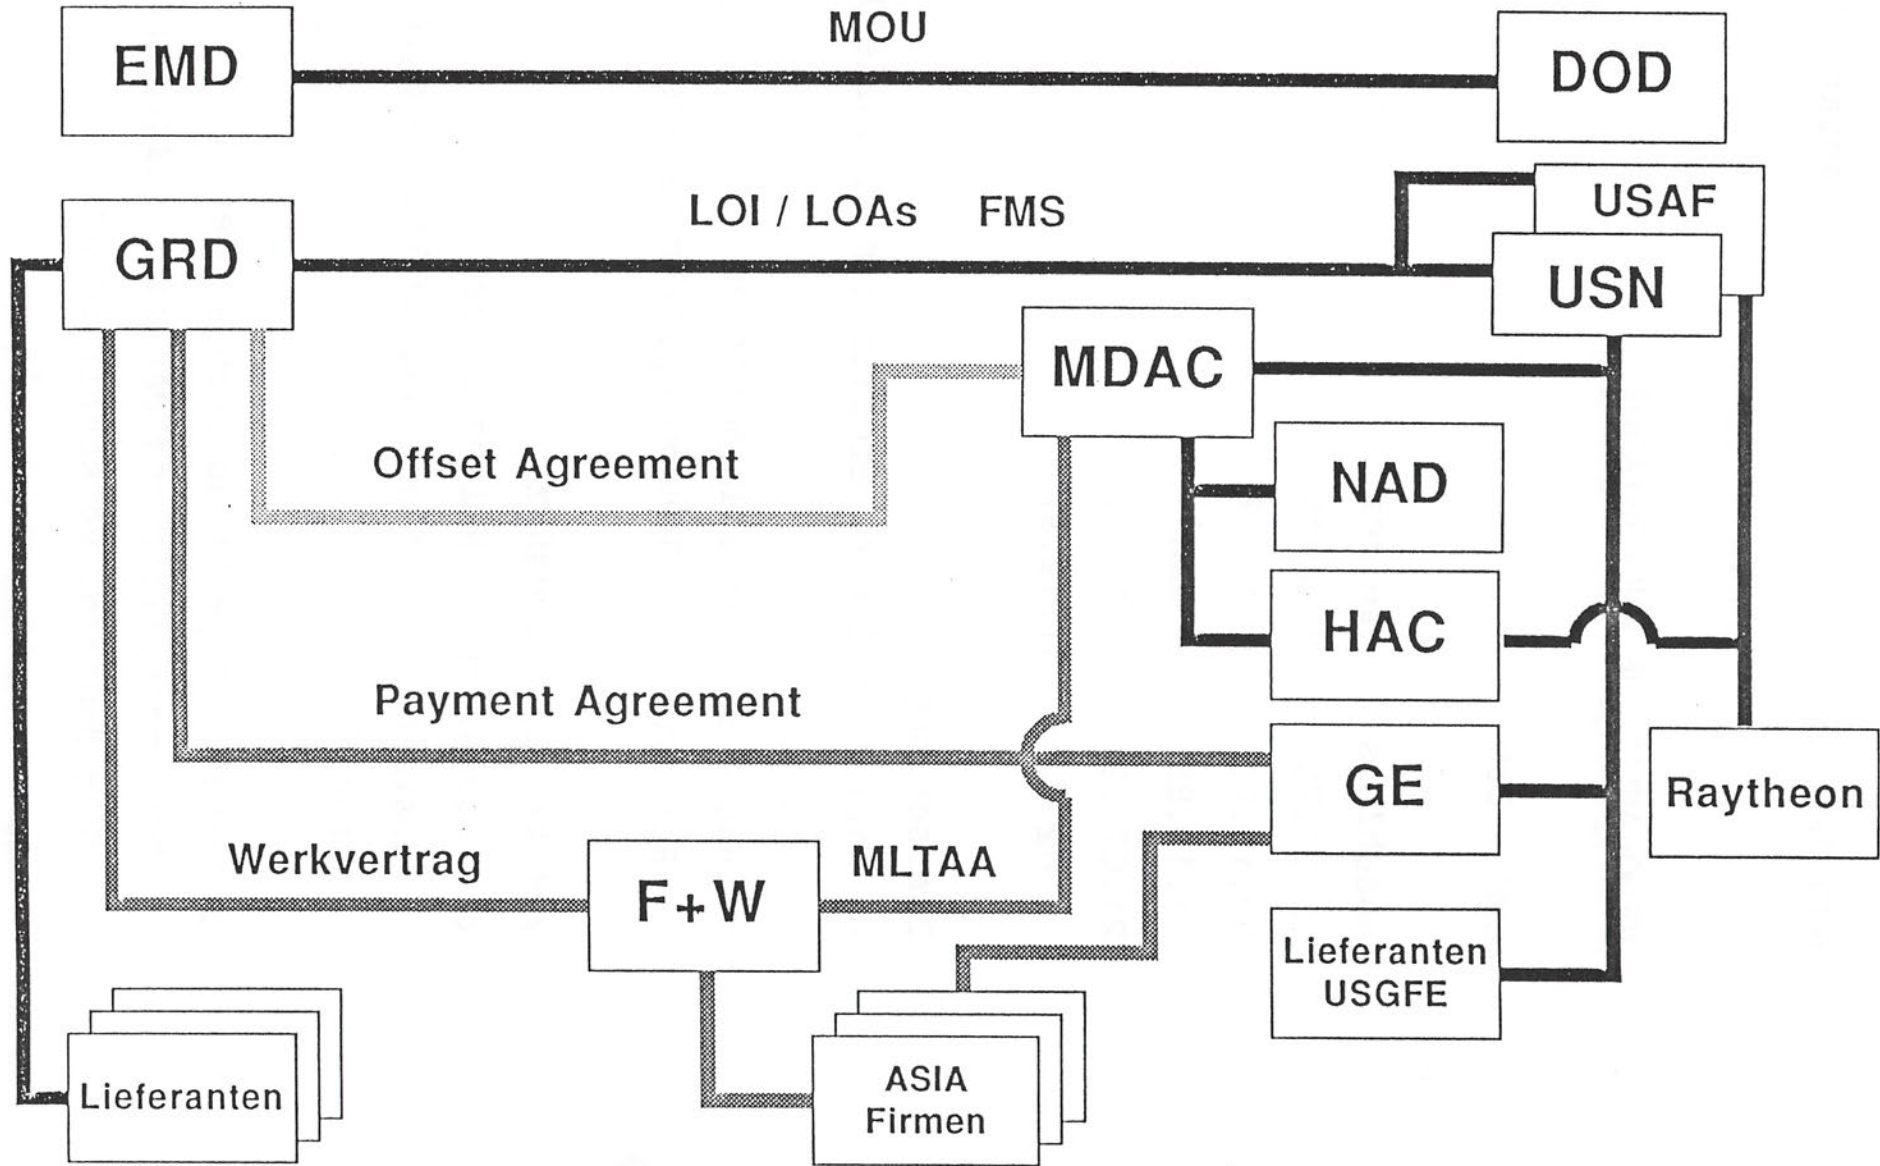 MOU
EMD
DOD
LOI / LOAs FMS
USAF
GRD
USN
MDAC
Offset Agreement
NAD
HAC
Payment Agreement
GE
Raytheon
Werkvertrag
MLTAA
F+W
Lieferanten
USGFE
Lieferanten
ASIA
Firmen